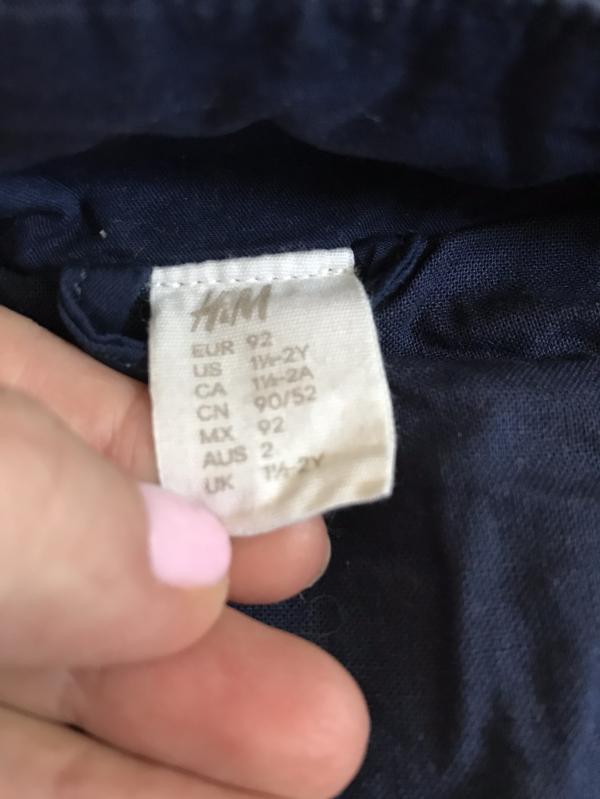 H&M
EUR 92
US 1½-2Y
CA 1½-2A
CN 90/52
MX 92
AUS 2
UK 1½-2Y